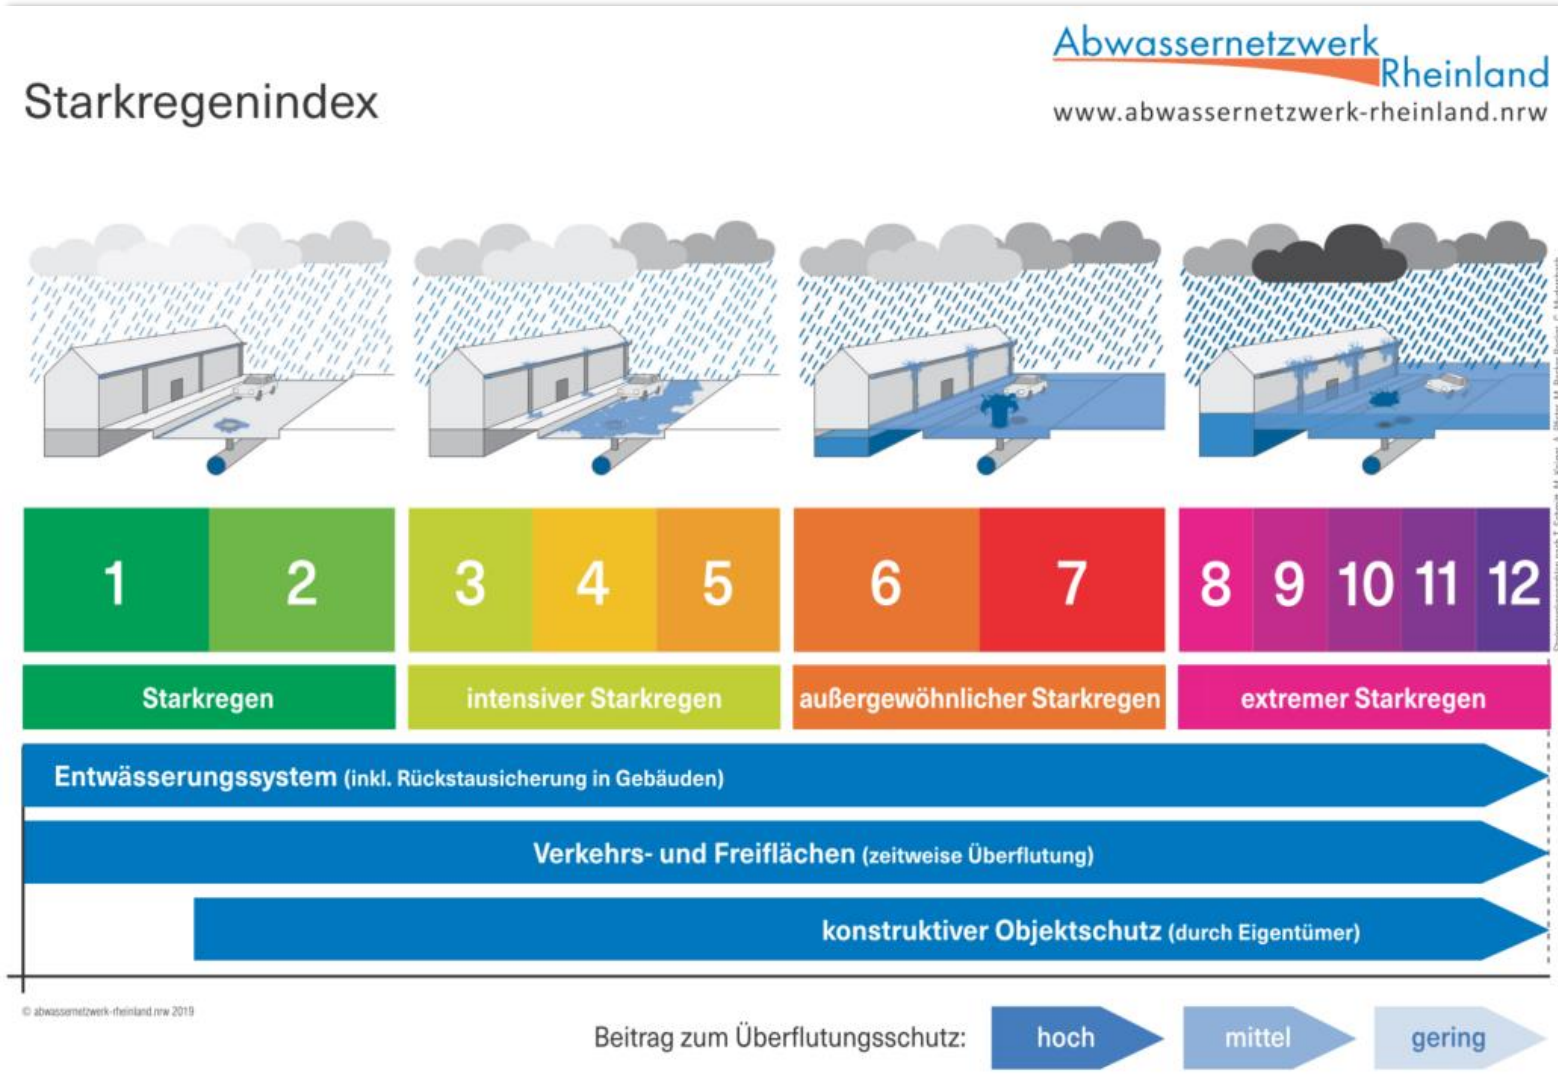 Abwassernetzwerk
Rheinland
www.abwassernetzwerk-rheinland.nrw
Starkregenindex
1 2 3 4 5 6 7 8 9 10 11 12
Starkregen intensiver Starkregen außergewöhnlicher Starkregen extremer Starkregen
Entwässerungssystem (inkl. Rückstausicherung in Gebäuden)
Verkehrs- und Freiflächen (zeitweise Überflutung)
konstruktiver Objektschutz (durch Eigentümer)
© abwassernetzwerk-rheinland.nrw 2019
Beitrag zum Überflutungsschutz: hoch mittel gering